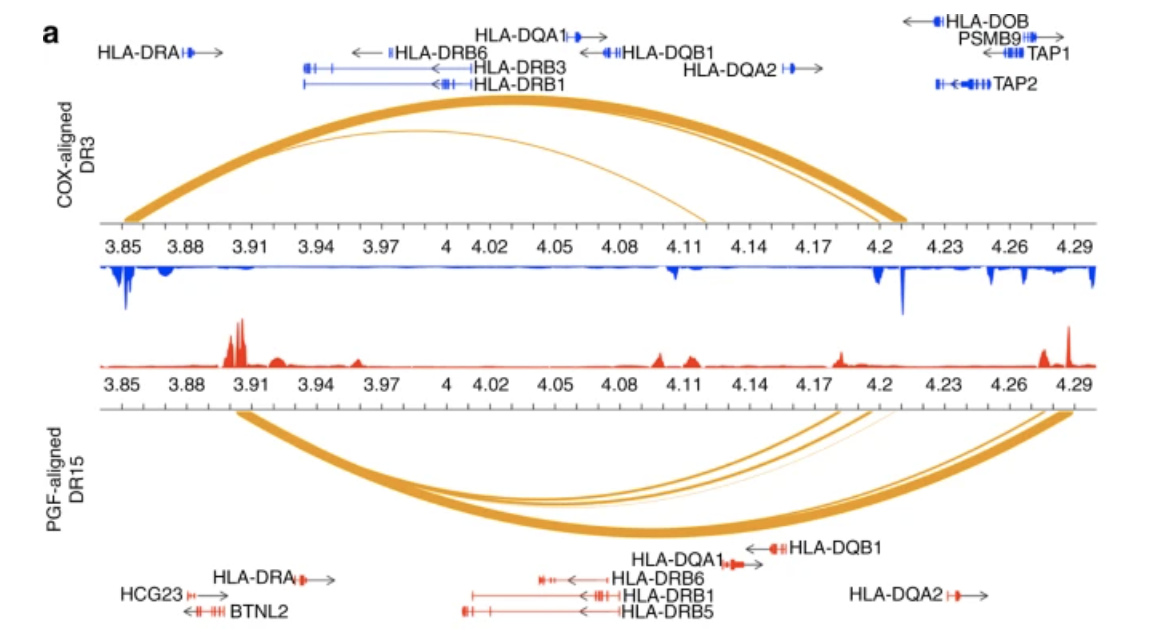 a
HLA-DOB
HLA-DQA1 PSMB9
HLA-DRA HLA-DRB6 HLA-DQB1 TAP1
HLA-DRB3 HLA-DQA2
HLA-DRB1 TAP2
COX-aligned
DR3
3.85 3.88 3.91 3.94 3.97 4 4.02 4.05 4.08 4.11 4.14 4.17 4.2 4.23 4.26 4.29
3.85 3.88 3.91 3.94 3.97 4 4.02 4.05 4.08 4.11 4.14 4.17 4.2 4.23 4.26 4.29
PGF-aligned
DR15
HLA-DQB1
HLA-DQA1
HLA-DRA HLA-DRB6
HCG23 HLA-DRB1 HLA-DQA2
BTNL2 HLA-DRB5